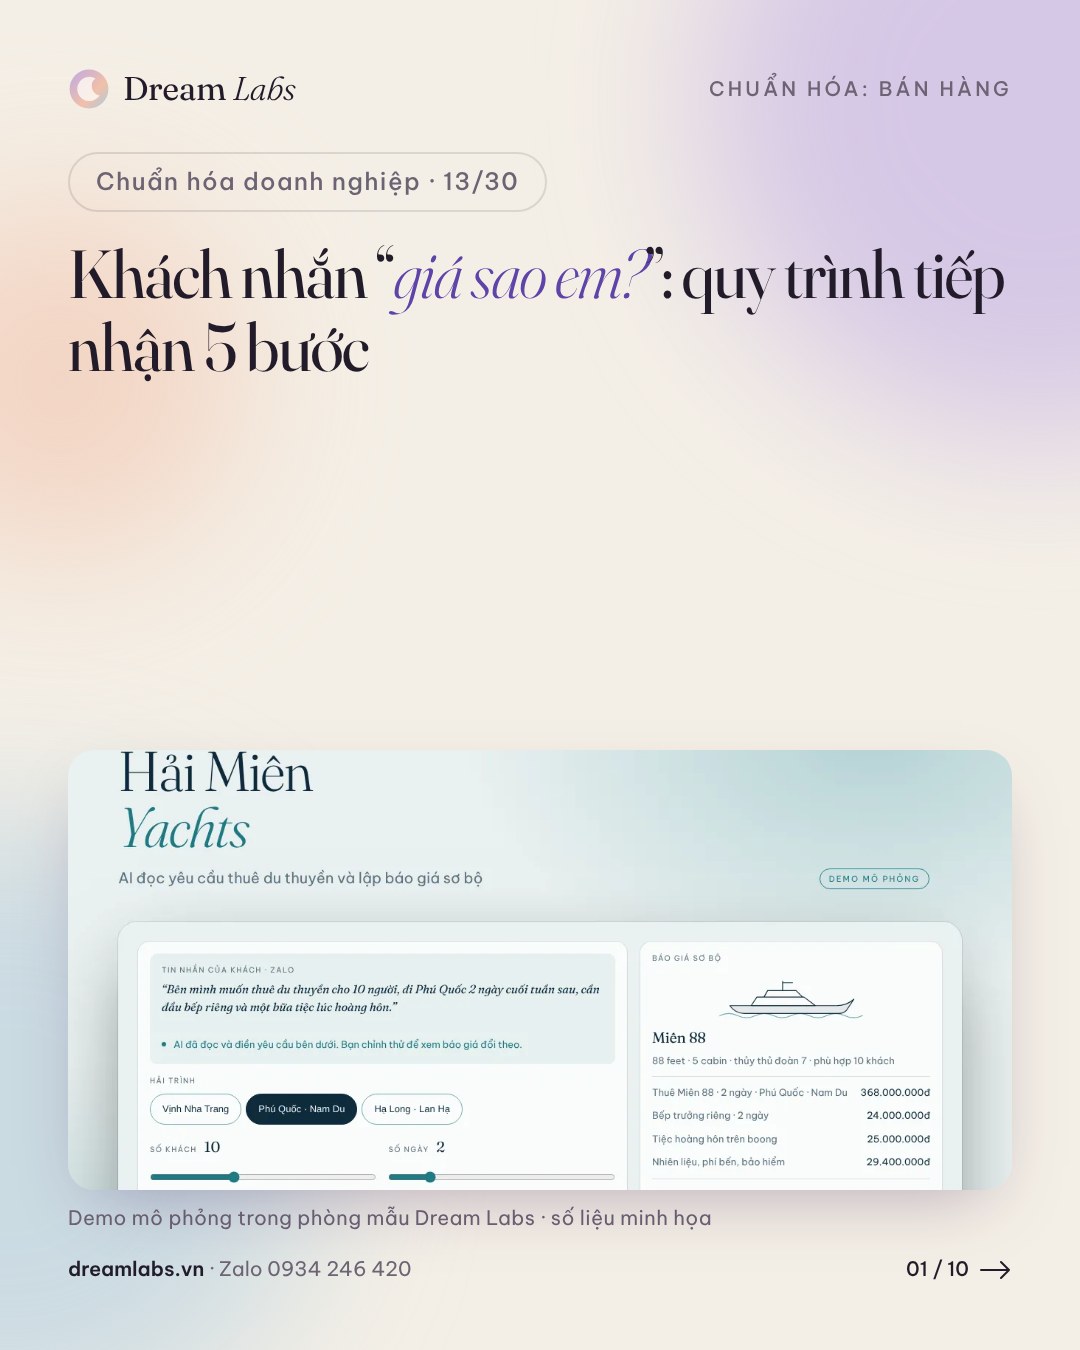 Dream Labs
CHUẨN HÓA: BÁN HÀNG
Chuẩn hóa doanh nghiệp · 13/30
Khách nhắn “giá sao em?”: quy trình tiếp
nhận 5 bước
Hải Miên
Yachts
AI đọc yêu cầu thuê du thuyền và lập báo giá sơ bộ
DEMO MÔ PHỎNG
TIN NHẮN CỦA KHÁCH · ZALO
“Bên mình muốn thuê du thuyền cho 10 người, đi Phú Quốc 2 ngày cuối tuần sau, cần
đầu bếp riêng và một bữa tiệc lúc hoàng hôn.”
AI đã đọc và điền yêu cầu bên dưới. Bạn chỉnh thử để xem báo giá đổi theo.
HẢI TRÌNH
Vịnh Nha Trang
Phú Quốc · Nam Du
Hạ Long · Lan Hạ
SỐ KHÁCH 10
SỐ NGÀY 2
BÁO GIÁ SƠ BỘ
Miên 88
88 feet · 5 cabin · thủy thủ đoàn 7 · phù hợp 10 khách
Thuê Miên 88 · 2 ngày · Phú Quốc · Nam Du 368.000.000đ
Bếp trưởng riêng · 2 ngày 24.000.000đ
Tiệc hoàng hôn trên boong 25.000.000đ
Nhiên liệu, phí bến, bảo hiểm 29.400.000đ
Demo mô phỏng trong phòng mẫu Dream Labs · số liệu minh họa
dreamlabs.vn · Zalo 0934 246 420
01 / 10